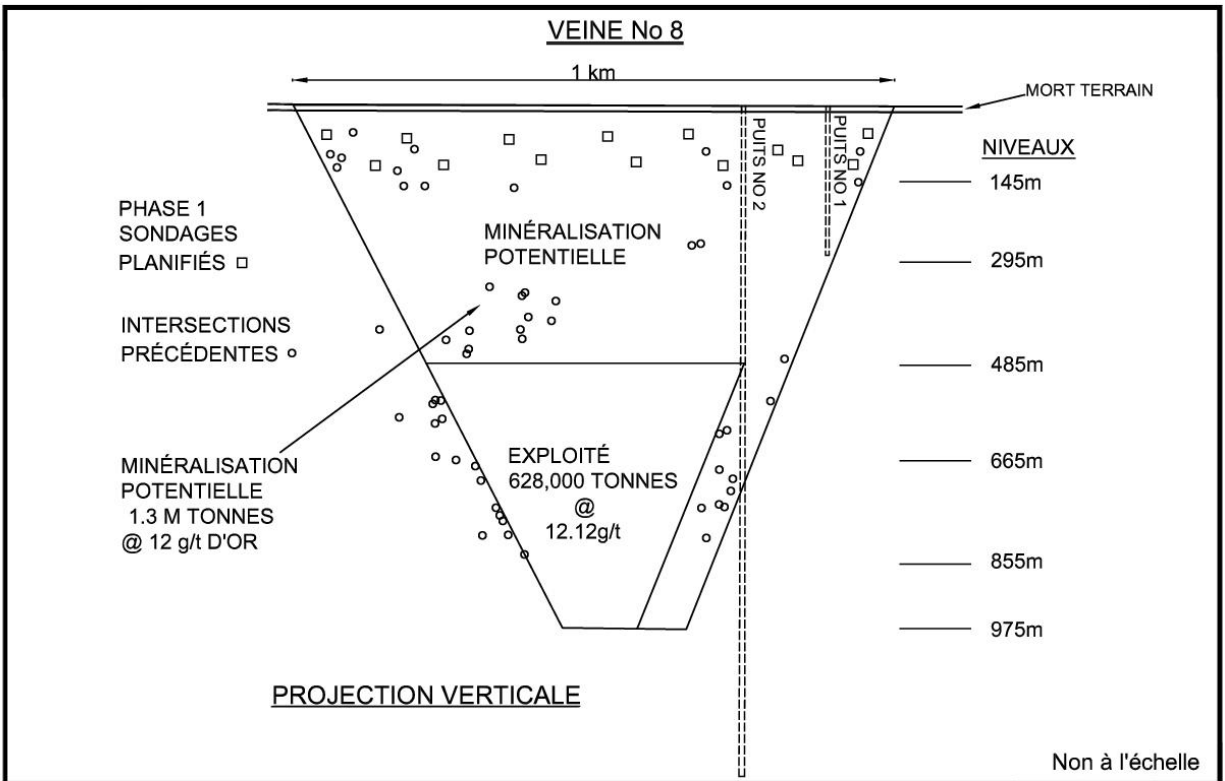 VEINE No 8
1 km
MORT TERRAIN
PUITS NO 2
PUITS NO 1
NIVEAUX
145m
295m
485m
665m
855m
975m
PHASE 1
SONDAGES
PLANIFIÉS
INTERSECTIONS
PRÉCÉDENTES
MINÉRALISATION
POTENTIELLE
MINÉRALISATION
POTENTIELLE
1.3 M TONNES
@ 12 g/t D'OR
EXPLOITÉ
628,000 TONNES
@
12.12g/t
PROJECTION VERTICALE
Non à l'échelle